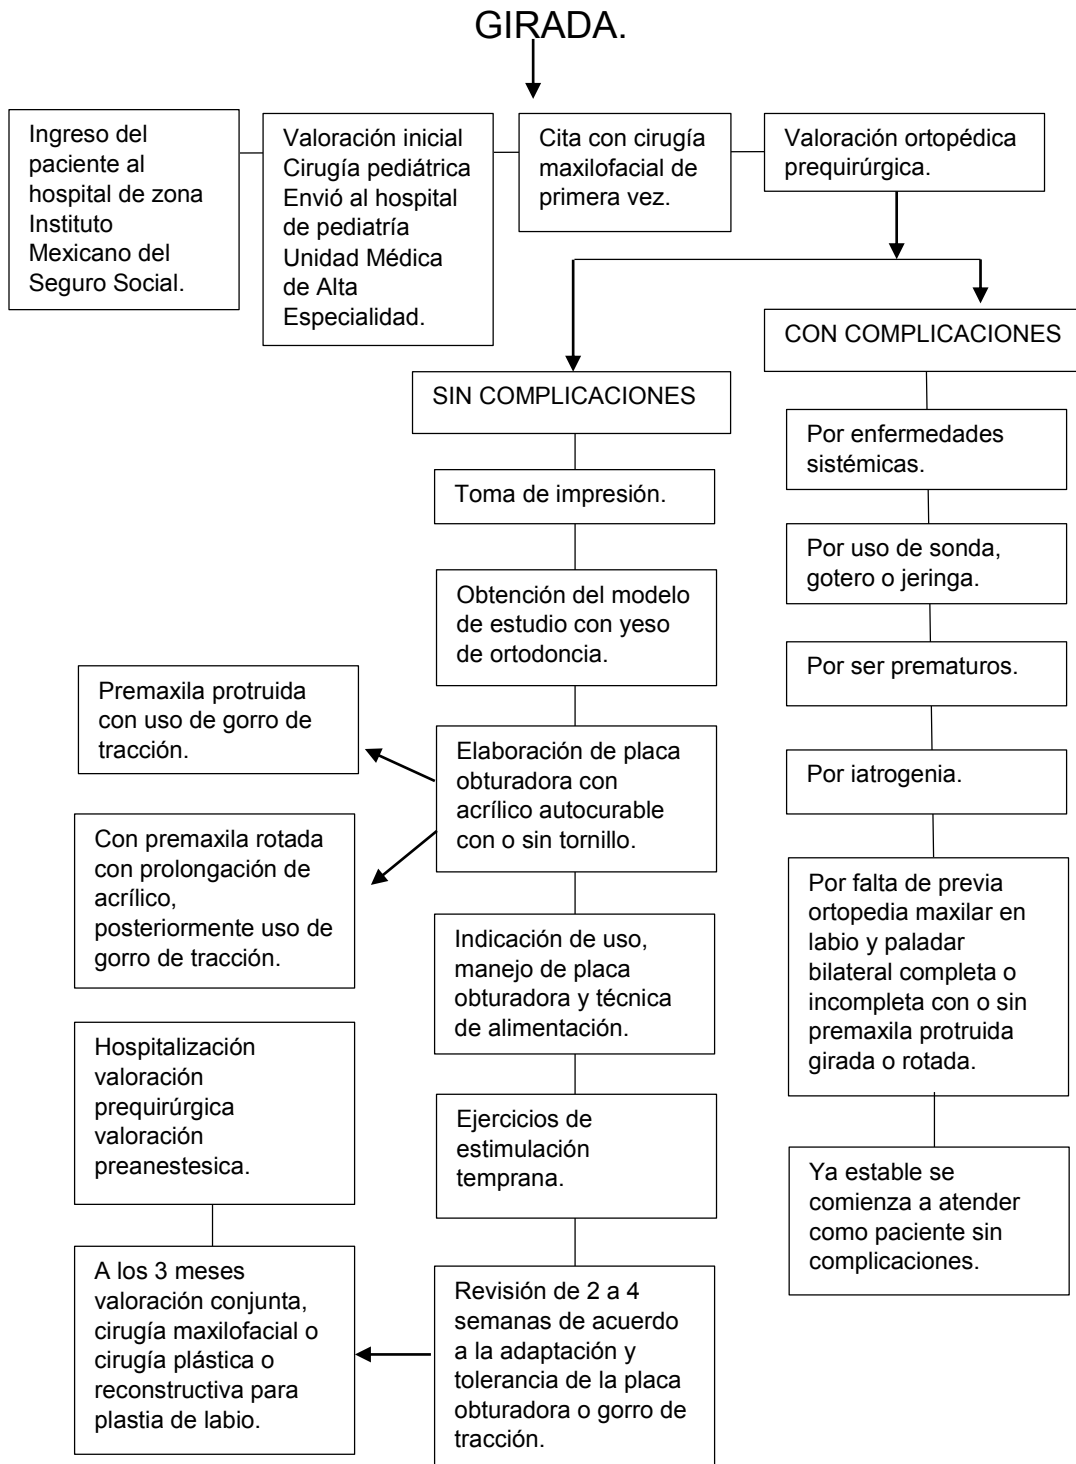 GIRADA.
Ingreso del
paciente al
hospital de zona
Instituto
Mexicano del
Seguro Social.
Valoración inicial
Cirugía pediátrica
Envió al hospital
de pediatría
Unidad Médica
de Alta
Especialidad.
Cita con cirugía
maxilofacial de
primera vez.
Valoración ortopédica
prequirúrgica.
SIN COMPLICACIONES
Toma de impresión.
Obtención del modelo
de estudio con yeso
de ortodoncia.
Elaboración de placa
obturadora con
acrílico autocurable
con o sin tornillo.
Premaxila protruida
con uso de gorro de
tracción.
Con premaxila rotada
con prolongación de
acrílico,
posteriormente uso de
gorro de tracción.
Indicación de uso,
manejo de placa
obturadora y técnica
de alimentación.
Ejercicios de
estimulación
temprana.
Revisión de 2 a 4
semanas de acuerdo
a la adaptación y
tolerancia de la placa
obturadora o gorro de
tracción.
A los 3 meses
valoración conjunta,
cirugía maxilofacial o
cirugía plástica o
reconstructiva para
plastia de labio.
Hospitalización
valoración
prequirúrgica
valoración
preanestesica.
CON COMPLICACIONES
Por enfermedades
sistémicas.
Por uso de sonda,
gotero o jeringa.
Por ser prematuros.
Por iatrogenia.
Por falta de previa
ortopedia maxilar en
labio y paladar
bilateral completa o
incompleta con o sin
premaxila protruida
girada o rotada.
Ya estable se
comienza a atender
como paciente sin
complicaciones.